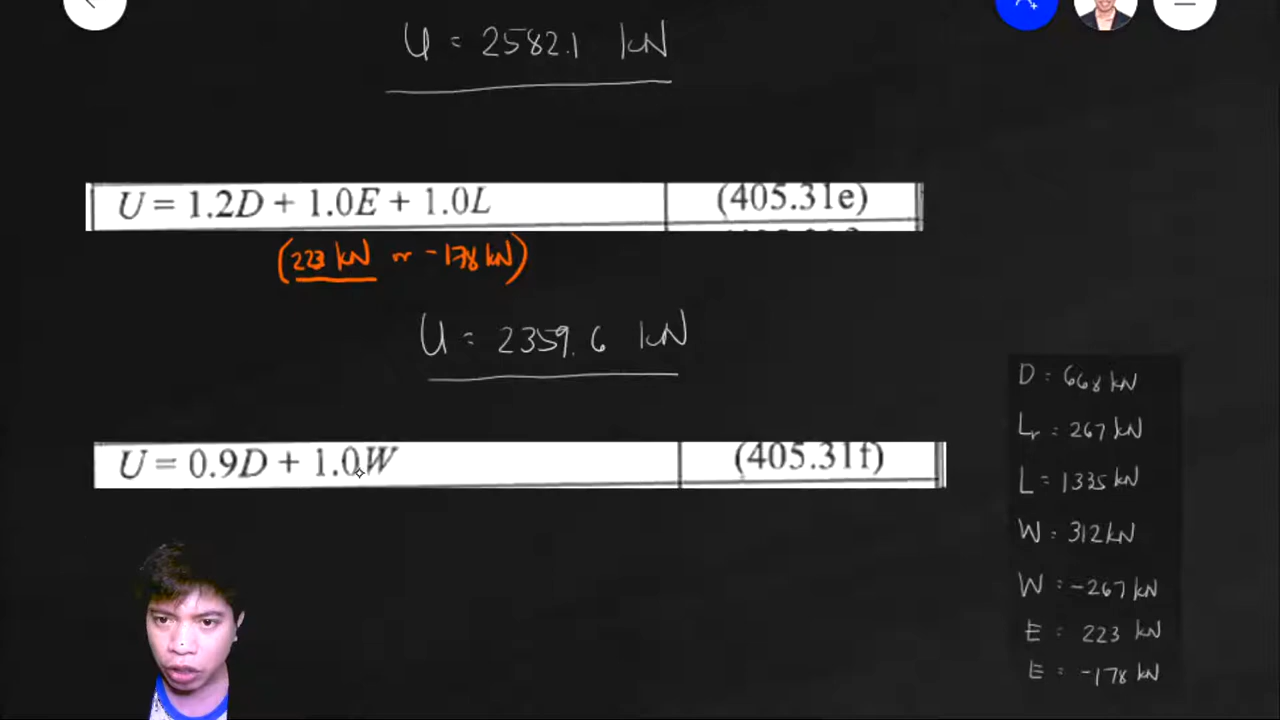 U = 2582.1 kN
U = 1.2D + 1.0E + 1.0L (405.31e)
(223 kN or -178 kN)
U = 2359.6 kN
U = 0.9D + 1.0W (405.31f)
D = 668 kN
Lr = 267 kN
L = 1335 kN
W = 312 kN
W = -267 kN
E = 223 kN
E = -178 kN